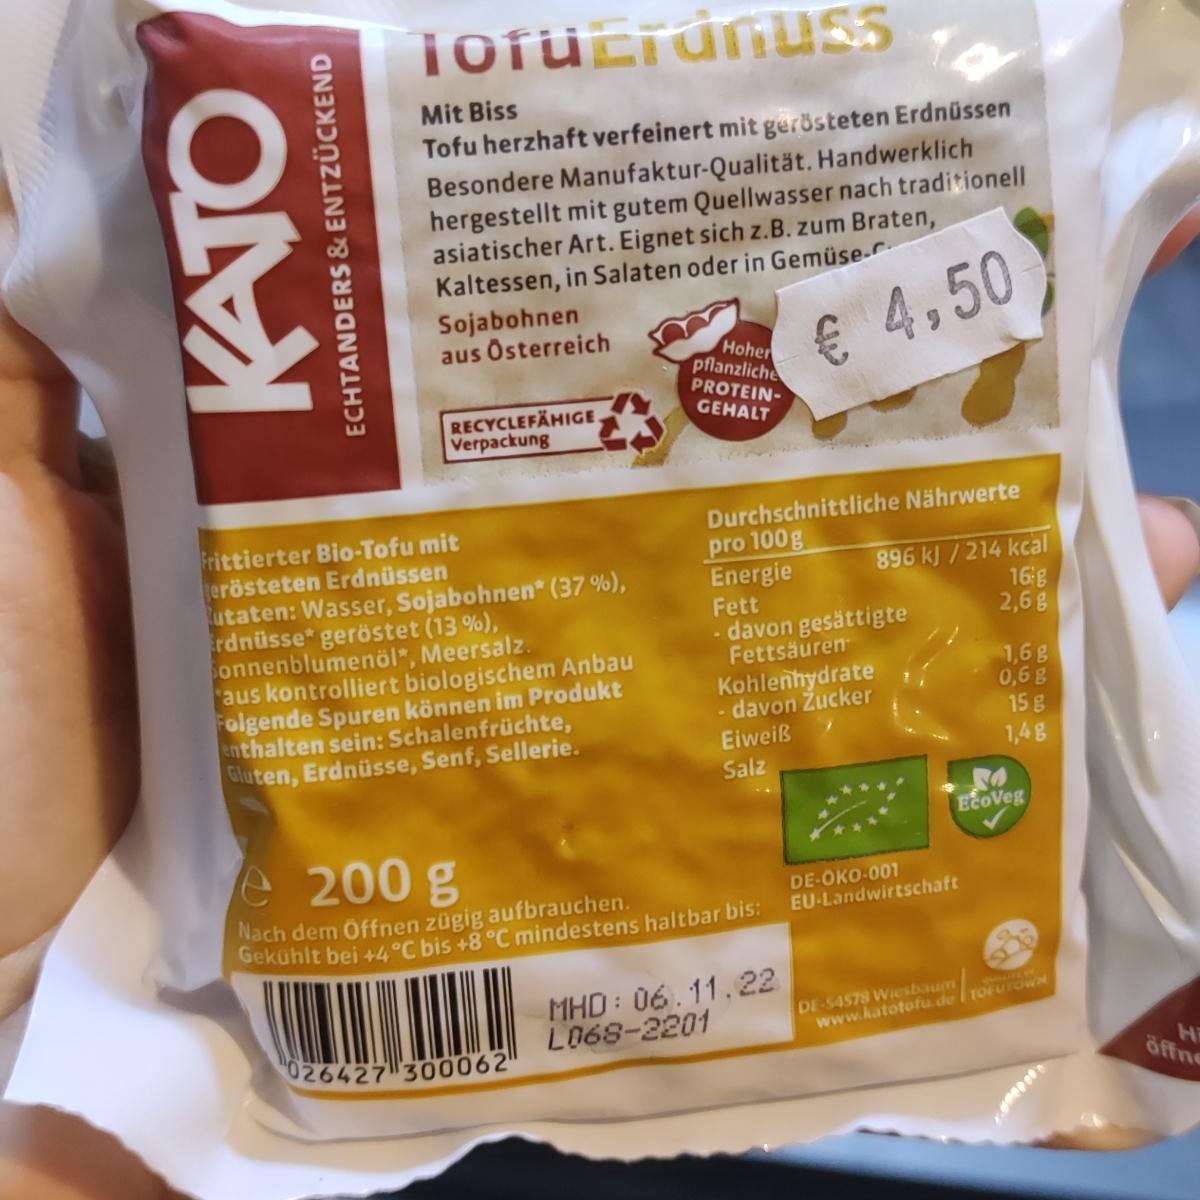 TofuErdnuss
KATO
ECHTANDERS & ENTZÜCKEND
Mit Biss
Tofu herzhaft verfeinert mit gerösteten Erdnüssen
Besondere Manufaktur-Qualität. Handwerklich
hergestellt mit gutem Quellwasser nach traditionell
asiatischer Art. Eignet sich z.B. zum Braten,
Kaltessen, in Salaten oder in Gemüse-
€ 4,50
Sojabohnen
aus Österreich
Hoher
pflanzliche
PROTEIN-
GEHALT
RECYCLEFÄHIGE
Verpackung
Frittierter Bio-Tofu mit
gerösteten Erdnüssen
Zutaten: Wasser, Sojabohnen* (37 %),
Erdnüsse* geröstet (13 %),
Sonnenblumenöl*, Meersalz.
*aus kontrolliert biologischem Anbau
Folgende Spuren können im Produkt
enthalten sein: Schalenfrüchte,
Gluten, Erdnüsse, Senf, Sellerie.
Durchschnittliche Nährwerte
pro 100g
Energie 896 kJ / 214 kcal
Fett 16 g
- davon gesättigte
Fettsäuren 2,6 g
Kohlenhydrate 1,6 g
- davon Zucker 0,6 g
Eiweiß 15 g
Salz 1,4 g
EcoVeg
DE-ÖKO-001
EU-Landwirtschaft
e 200 g
Nach dem Öffnen zügig aufbrauchen.
Gekühlt bei +4 °C bis +8 °C mindestens haltbar bis:
MHD: 06.11.22
L068-2201
026427 300062
DE-54578 Wiesbaum
www.katotofu.de
TOFUTOWN